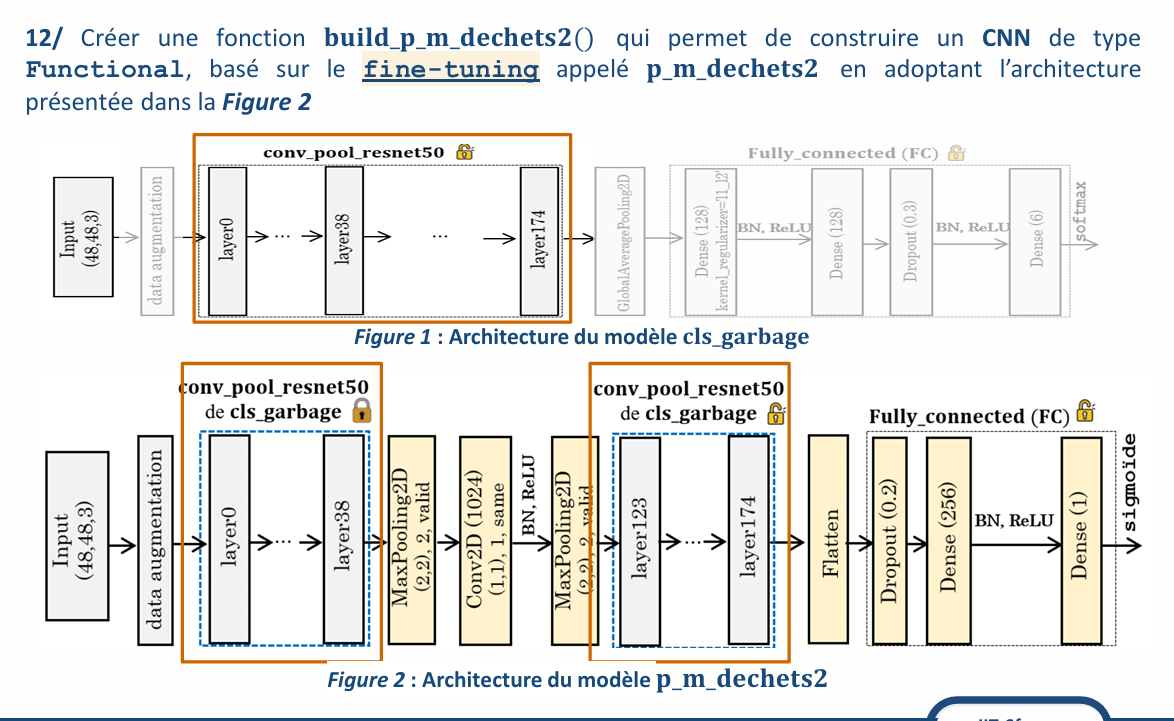 12/ Créer une fonction build_p_m_dechets2() qui permet de construire un CNN de type
Functional, basé sur le fine-tuning appelé p_m_dechets2 en adoptant l'architecture
présentée dans la Figure 2
conv_pool_resnet50
Fully_connected (FC)
Input
(48,48,3)
data augmentation
layer0
...
layer38
...
layer174
GlobalAveragePooling2D
Dense (128)
kernel_regularizer=l1_l2
BN, ReLU
Dense (128)
Dropout (0.3)
BN, ReLU
Dense (6)
softmax
Figure 1 : Architecture du modèle cls_garbage
conv_pool_resnet50
de cls_garbage
conv_pool_resnet50
de cls_garbage
Fully_connected (FC)
Input
(48,48,3)
data augmentation
layer0
...
layer38
MaxPooling2D
(2,2), 2, valid
Conv2D (1024)
(1,1), 1, same
BN, ReLU
MaxPooling2D
(2,2), 2, valid
layer123
...
layer174
Flatten
Dropout (0.2)
Dense (256)
BN, ReLU
Dense (1)
sigmoïde
Figure 2 : Architecture du modèle p_m_dechets2